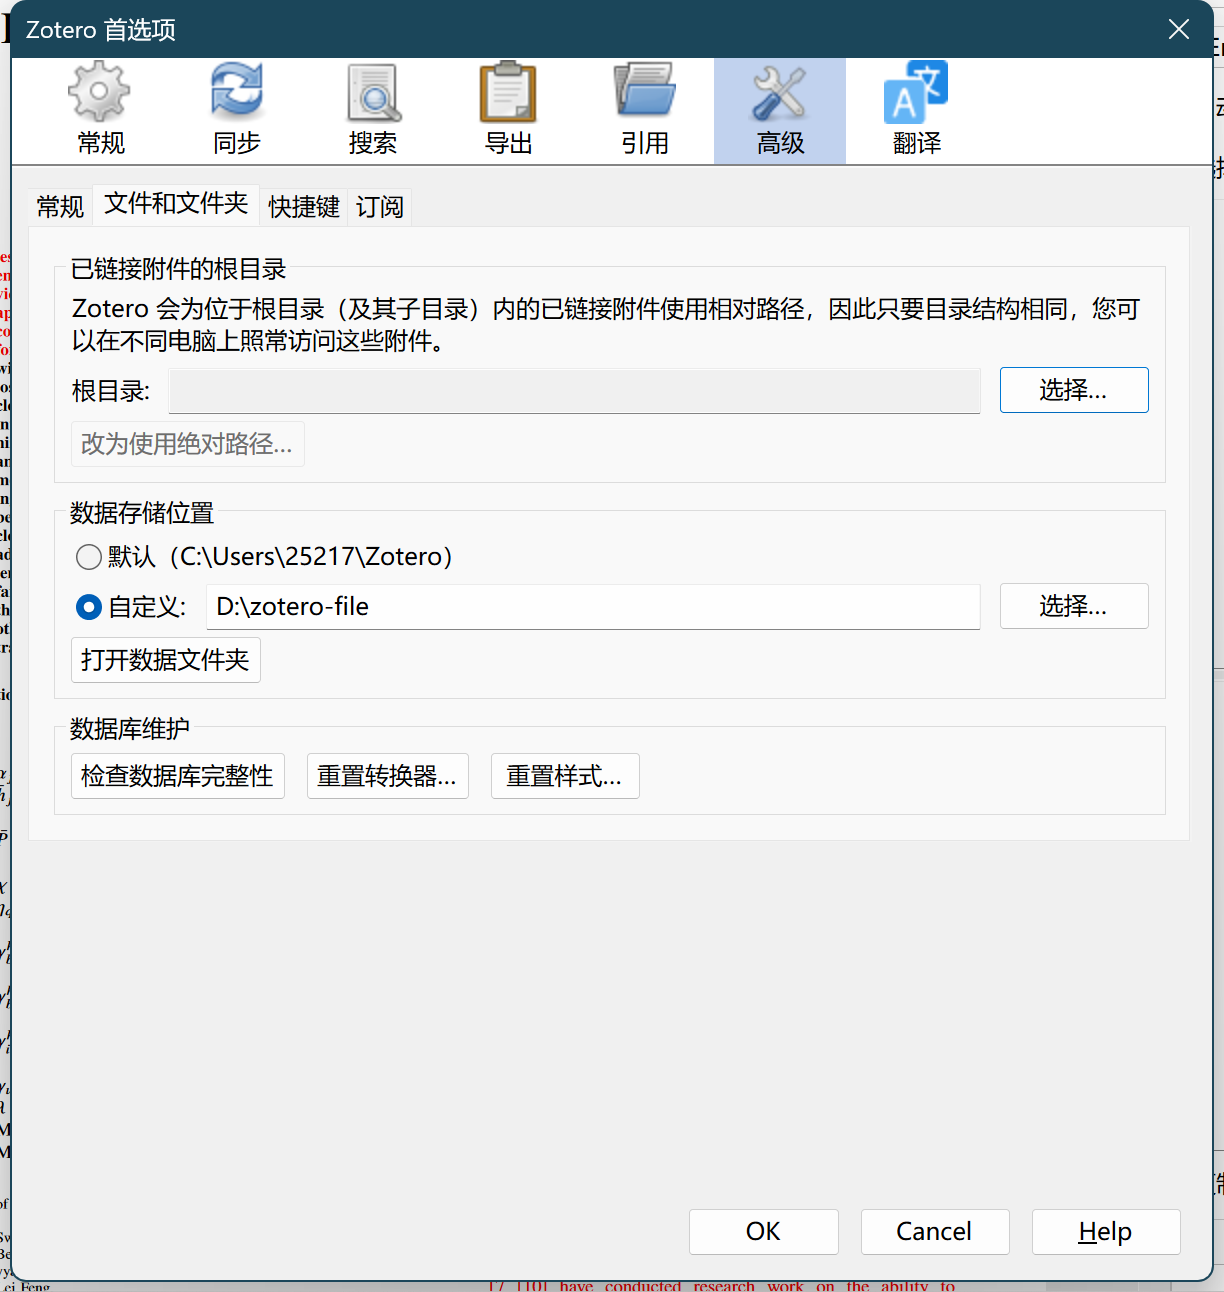 Zotero 首选项
常规
同步
搜索
导出
引用
高级
翻译
常规
文件和文件夹
快捷键
订阅
已链接附件的根目录
Zotero 会为位于根目录（及其子目录）内的已链接附件使用相对路径，因此只要目录结构相同，您可
以在不同电脑上照常访问这些附件。
根目录:
选择...
改为使用绝对路径...
数据存储位置
默认（C:\Users\25217\Zotero）
自定义:
D:\zotero-file
选择...
打开数据文件夹
数据库维护
检查数据库完整性
重置转换器...
重置样式...
OK
Cancel
Help